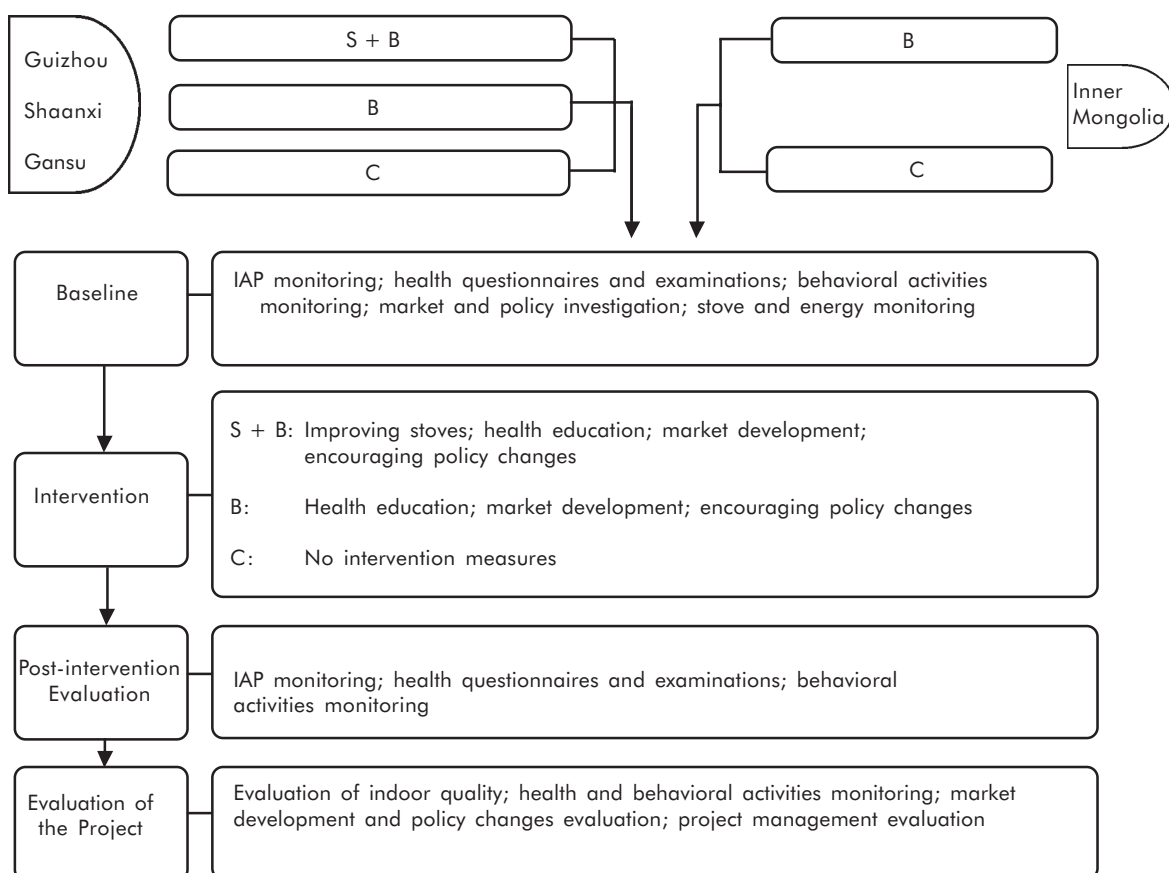 Guizhou
Shaanxi
Gansu
S + B
B
C
B
C
Inner
Mongolia
Baseline
IAP monitoring; health questionnaires and examinations; behavioral activities
monitoring; market and policy investigation; stove and energy monitoring
Intervention
S + B: Improving stoves; health education; market development;
encouraging policy changes
B: Health education; market development; encouraging policy changes
C: No intervention measures
Post-intervention
Evaluation
IAP monitoring; health questionnaires and examinations; behavioral
activities monitoring
Evaluation of
the Project
Evaluation of indoor quality; health and behavioral activities monitoring; market
development and policy changes evaluation; project management evaluation